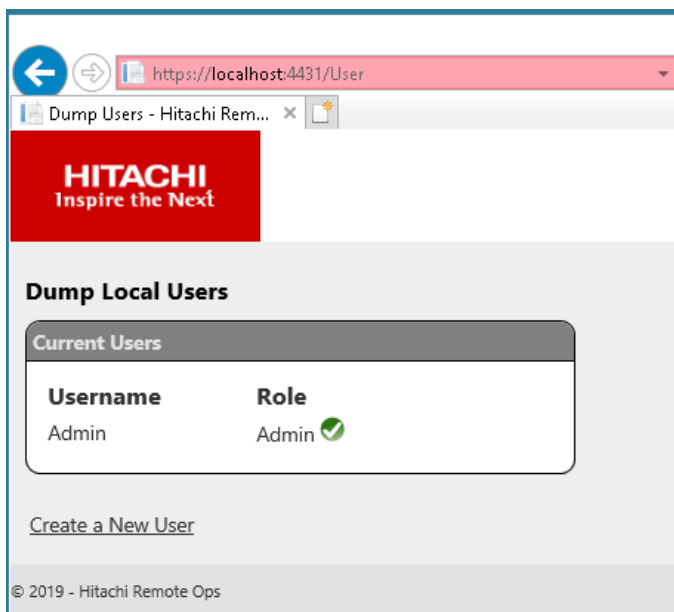 https://localhost:4431/User
Dump Users - Hitachi Rem...
HITACHI
Inspire the Next
Dump Local Users
Current Users
Username Role
Admin Admin
Create a New User
© 2019 - Hitachi Remote Ops